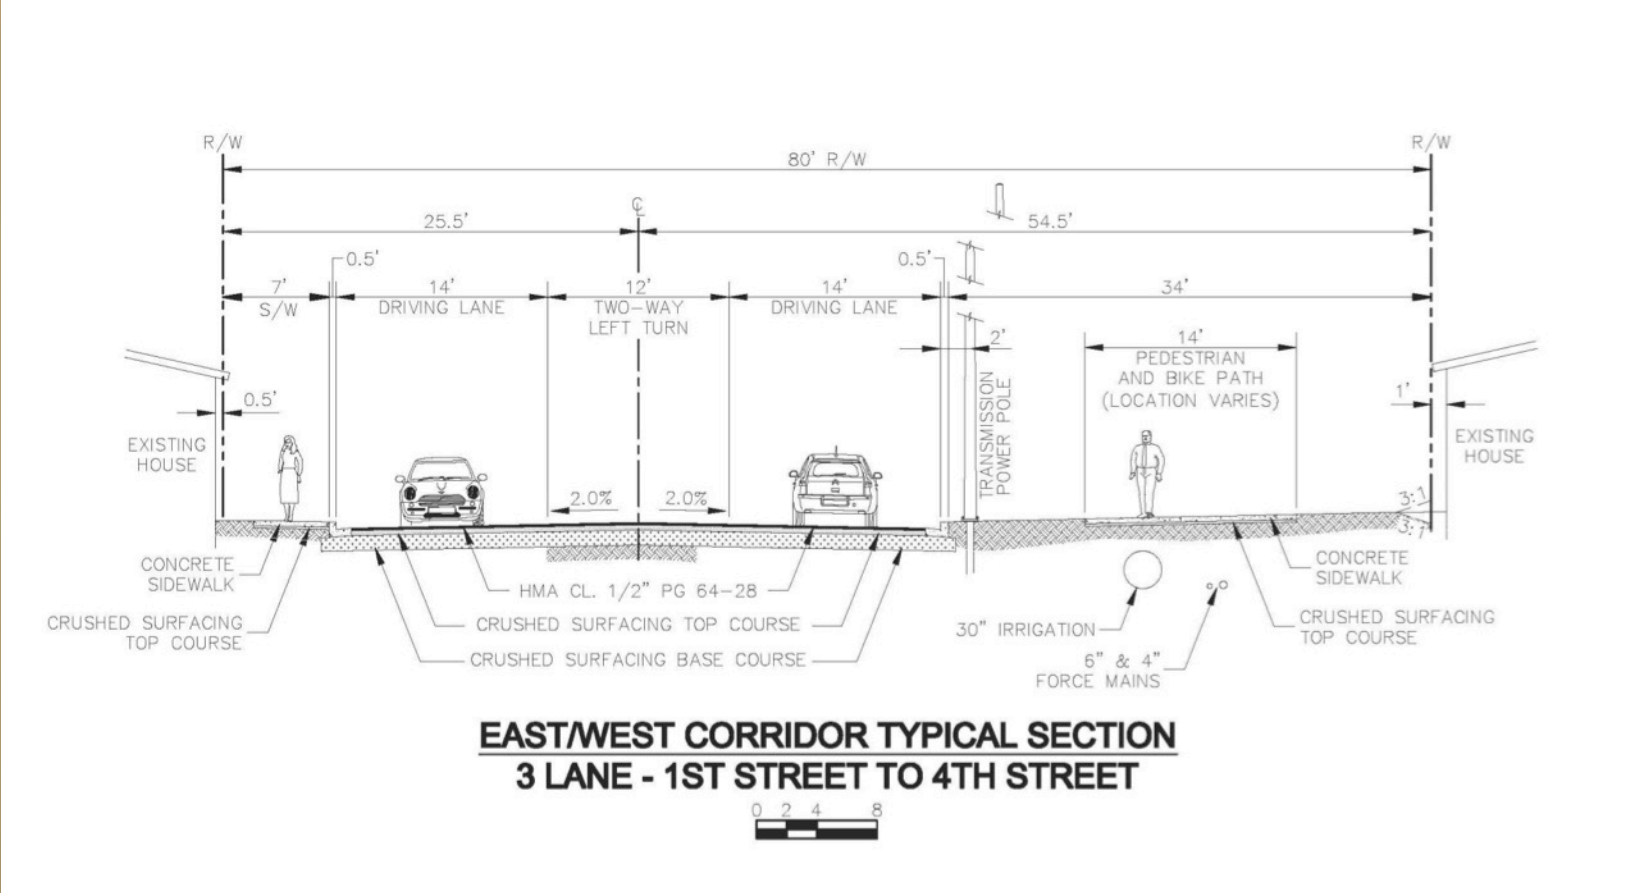 R/W
R/W
80' R/W
℄
25.5'
54.5'
0.5'
0.5'
7'
S/W
14'
DRIVING LANE
12'
TWO-WAY
LEFT TURN
14'
DRIVING LANE
34'
2'
14'
PEDESTRIAN
AND BIKE PATH
(LOCATION VARIES)
0.5'
1'
TRANSMISSION
POWER POLE
EXISTING
HOUSE
EXISTING
HOUSE
2.0%
2.0%
3:1
3:1
CONCRETE
SIDEWALK
CRUSHED SURFACING
TOP COURSE
HMA CL. 1/2" PG 64-28
CRUSHED SURFACING TOP COURSE
CRUSHED SURFACING BASE COURSE
30" IRRIGATION
6" & 4"
FORCE MAINS
CONCRETE
SIDEWALK
CRUSHED SURFACING
TOP COURSE
EAST/WEST CORRIDOR TYPICAL SECTION
3 LANE - 1ST STREET TO 4TH STREET
0 2 4 8